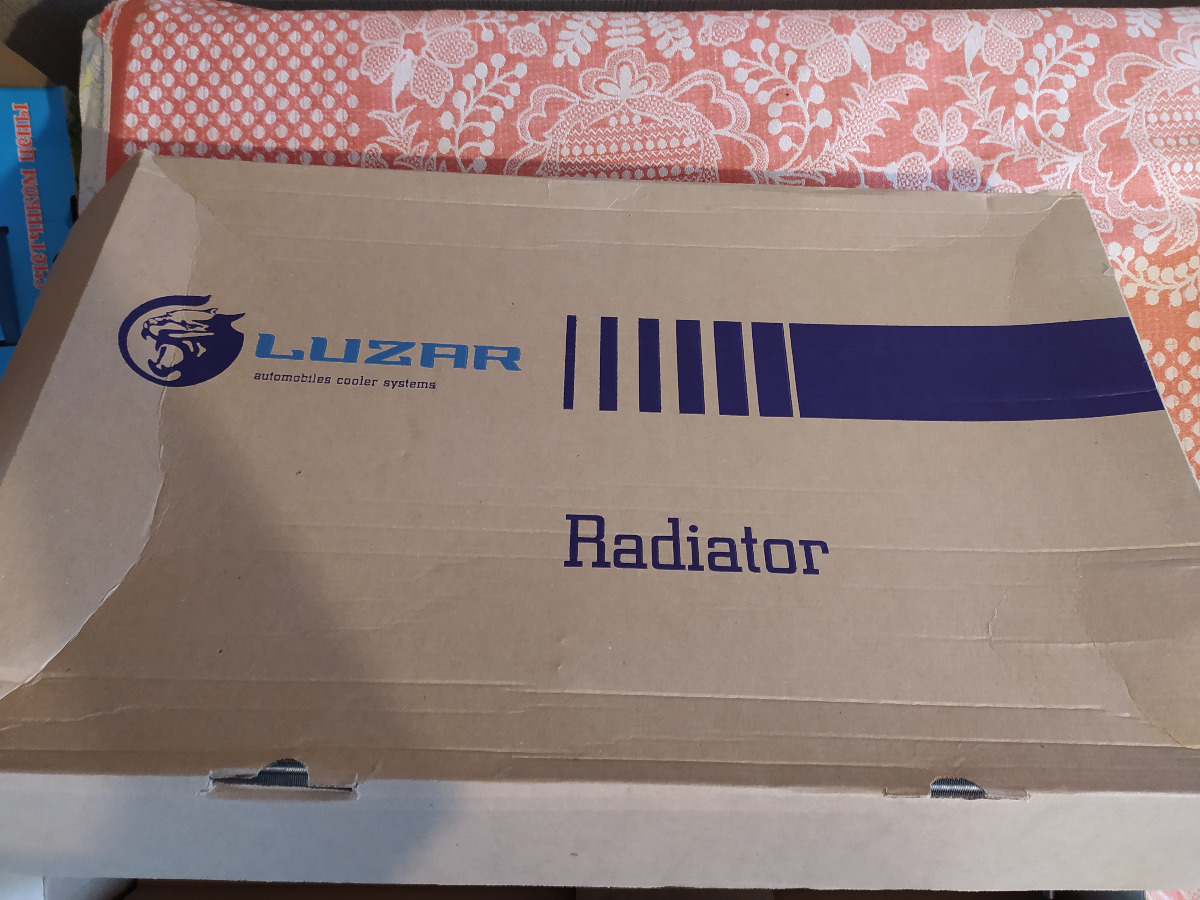 LUZAR
automobiles cooler systems
Radiator